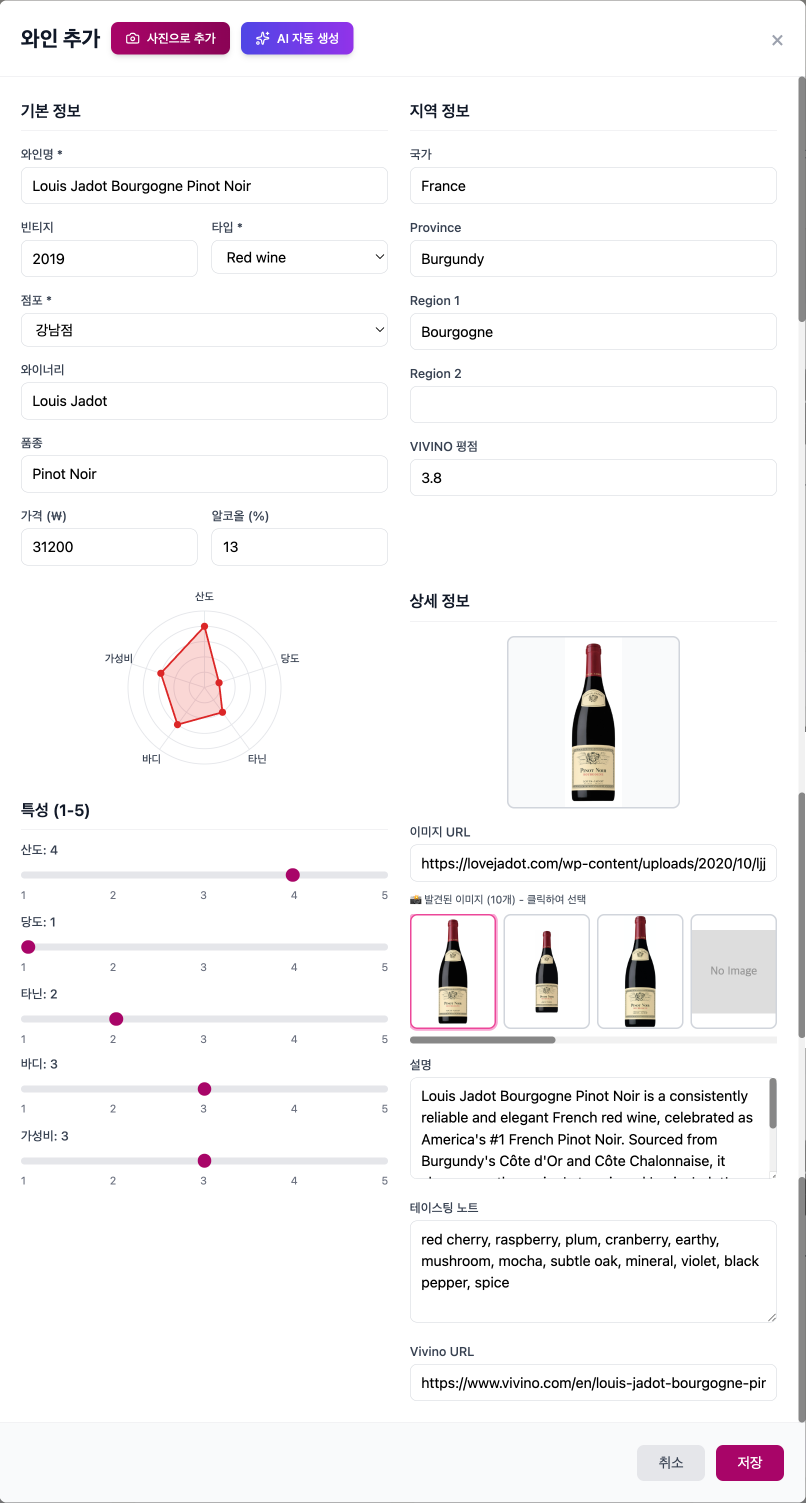 와인 추가
사진으로 추가
AI 자동 생성
×
기본 정보
와인명 *
Louis Jadot Bourgogne Pinot Noir
빈티지
타입 *
2019
Red wine
점포 *
강남점
와이너리
Louis Jadot
품종
Pinot Noir
가격 (₩)
알코올 (%)
31200
13
산도
가성비
당도
바디
타닌
특성 (1-5)
산도: 4
1 2 3 4 5
당도: 1
1 2 3 4 5
타닌: 2
1 2 3 4 5
바디: 3
1 2 3 4 5
가성비: 3
1 2 3 4 5
지역 정보
국가
France
Province
Burgundy
Region 1
Bourgogne
Region 2
VIVINO 평점
3.8
상세 정보
PINOT NOIR
이미지 URL
https://lovejadot.com/wp-content/uploads/2020/10/ljj
📸 발견된 이미지 (10개) - 클릭하여 선택
No Image
설명
Louis Jadot Bourgogne Pinot Noir is a consistently
reliable and elegant French red wine, celebrated as
America's #1 French Pinot Noir. Sourced from
Burgundy's Côte d'Or and Côte Chalonnaise, it
테이스팅 노트
red cherry, raspberry, plum, cranberry, earthy,
mushroom, mocha, subtle oak, mineral, violet, black
pepper, spice
Vivino URL
https://www.vivino.com/en/louis-jadot-bourgogne-pir
취소
저장